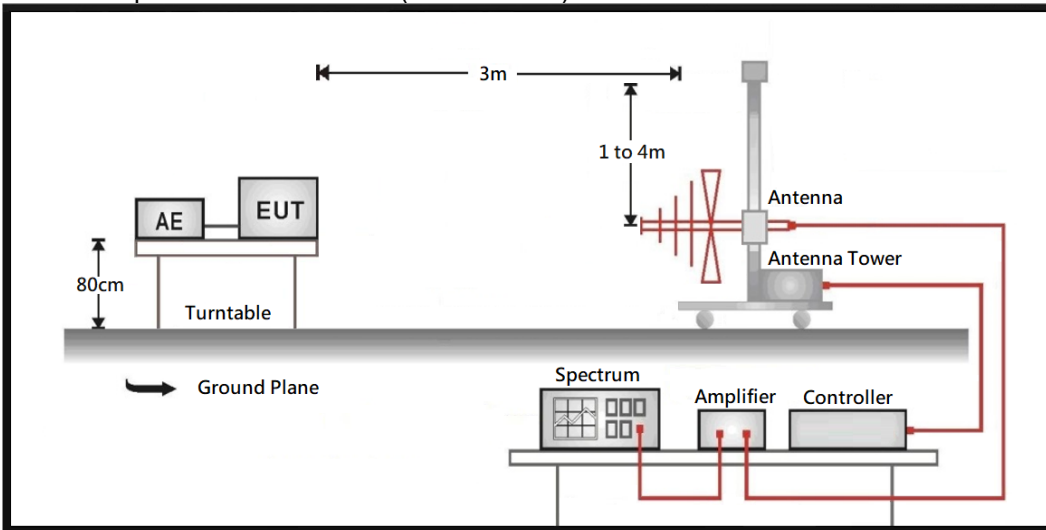 3m
1 to 4m
Antenna
AE
EUT
Antenna Tower
80cm
Turntable
Ground Plane
Spectrum
Amplifier
Controller